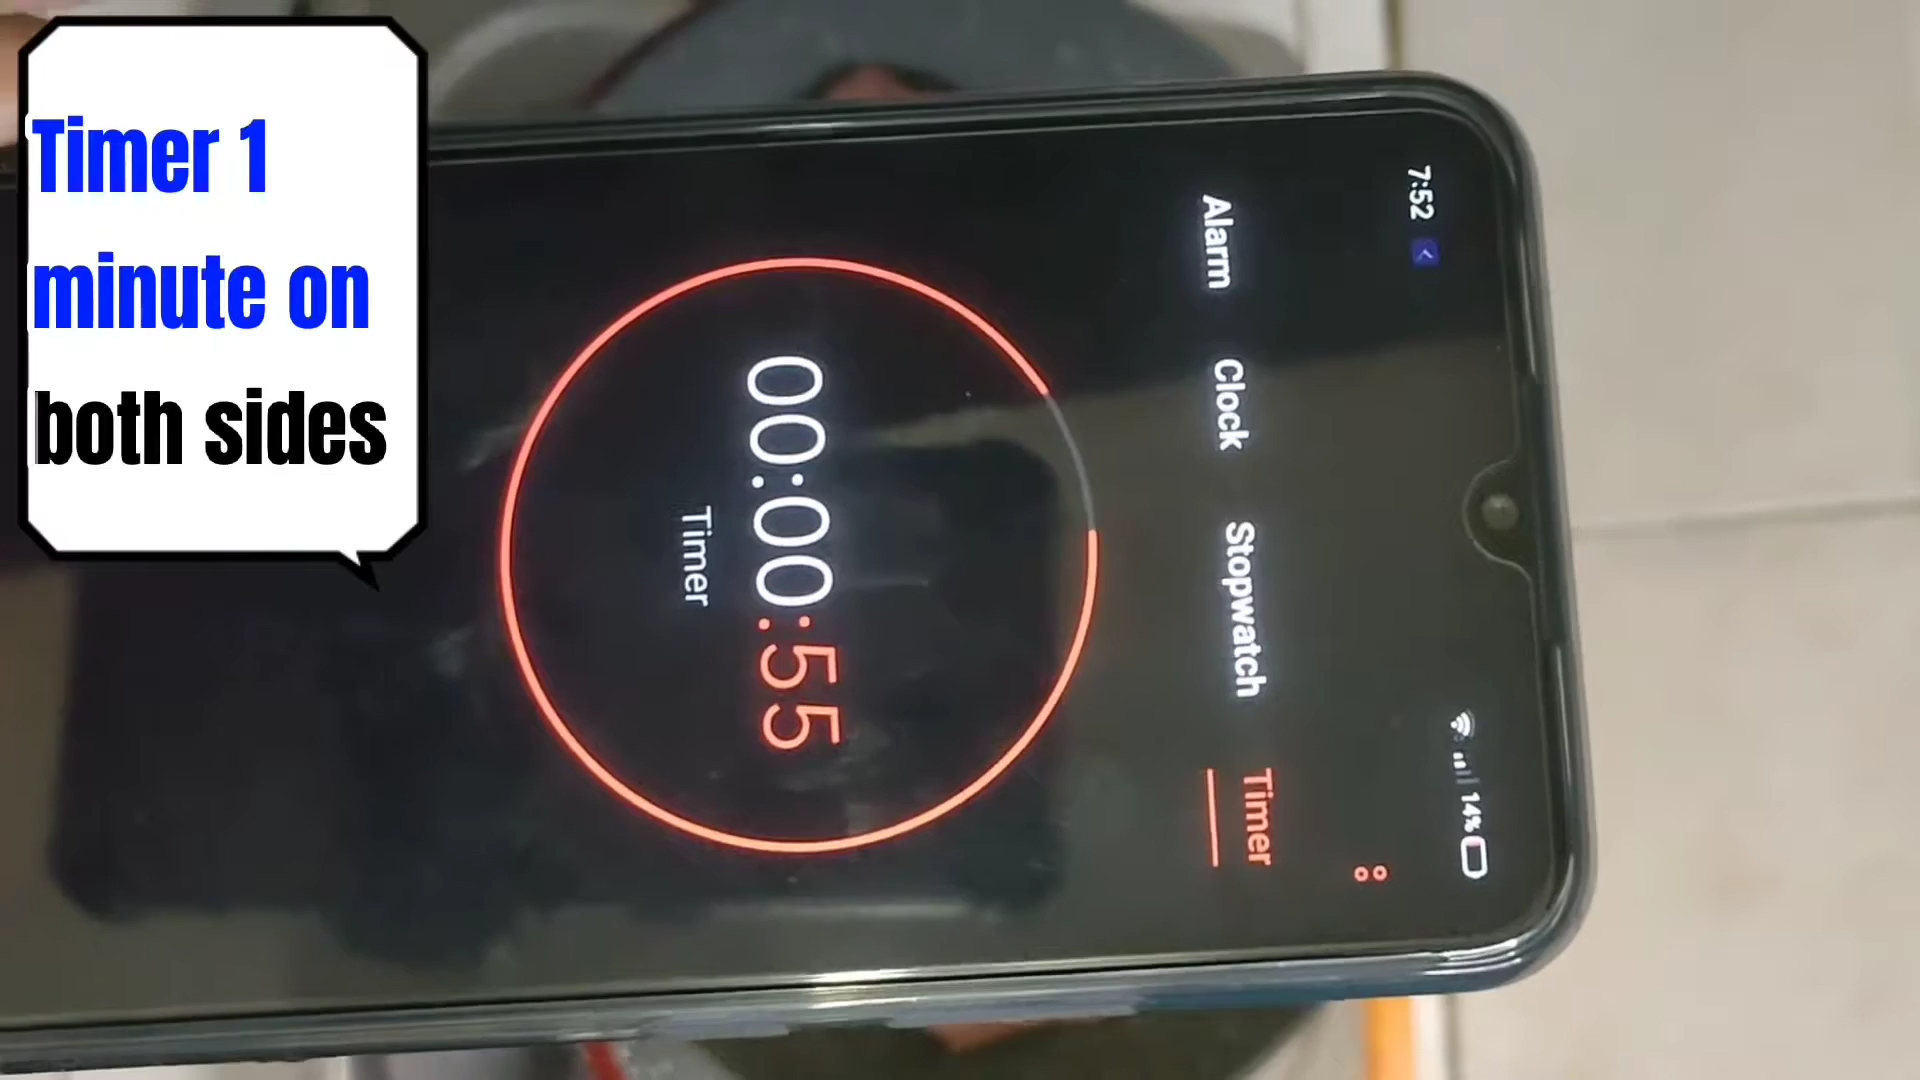 Timer 1
minute on
both sides
7:52
14%
Alarm Clock Stopwatch Timer
00:00:55
Timer